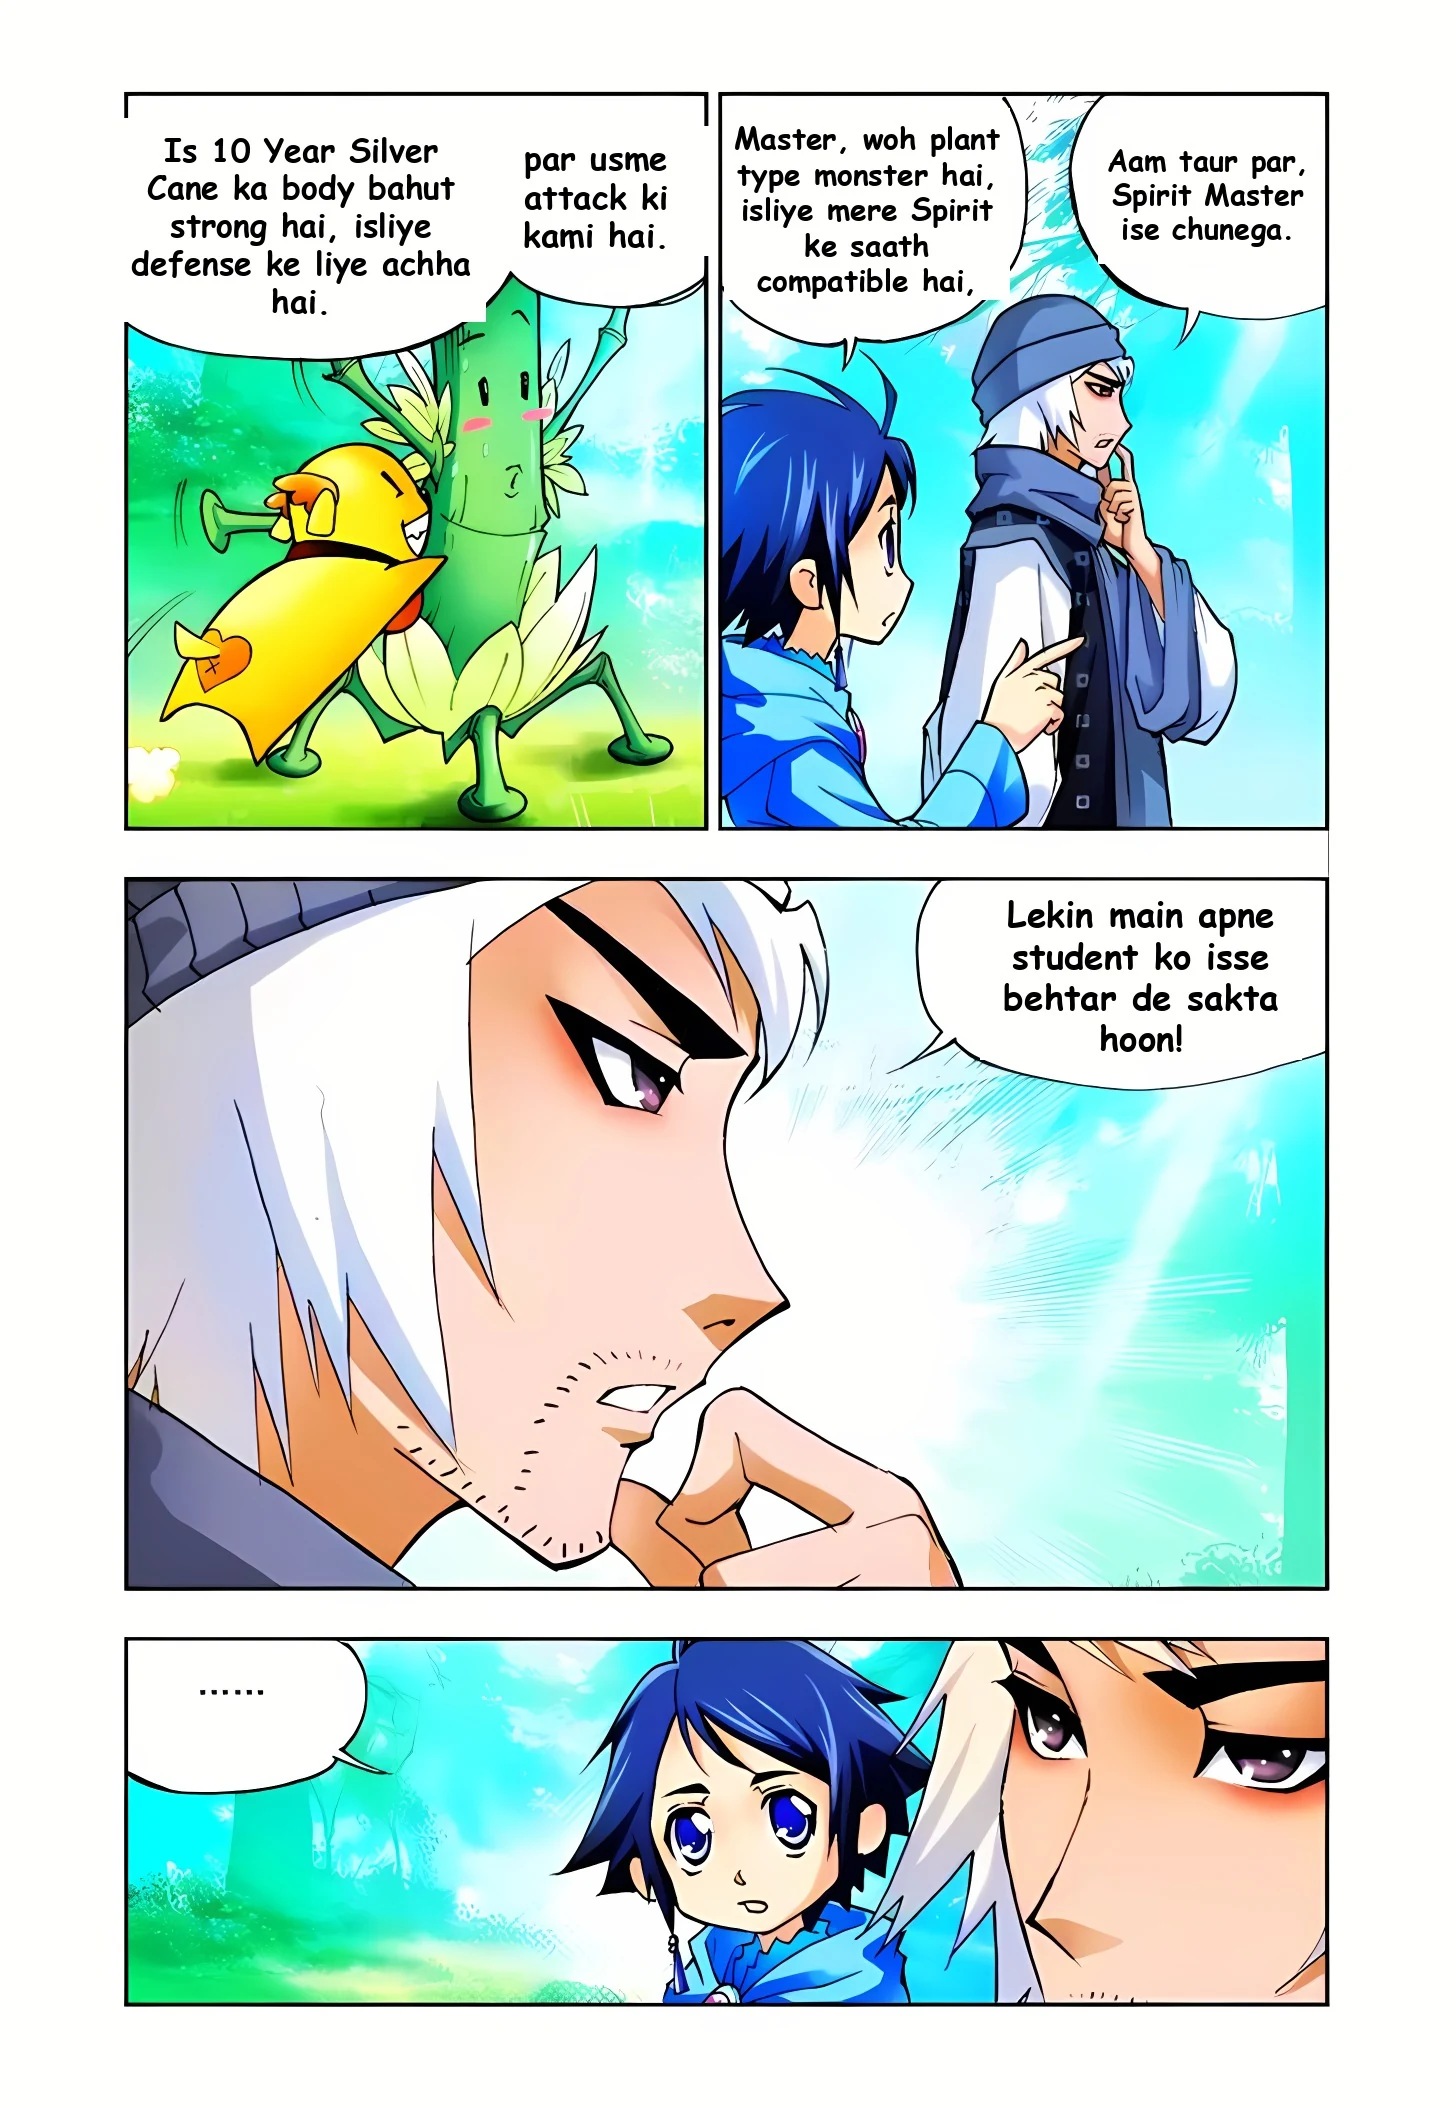 Is 10 Year Silver
Cane ka body bahut
strong hai, isliye
defense ke liye achha
hai.
par usme
attack ki
kami hai.
Master, woh plant
type monster hai,
isliye mere Spirit
ke saath
compatible hai,
Aam taur par,
Spirit Master
ise chunega.
Lekin main apne
student ko isse
behtar de sakta
hoon!
......